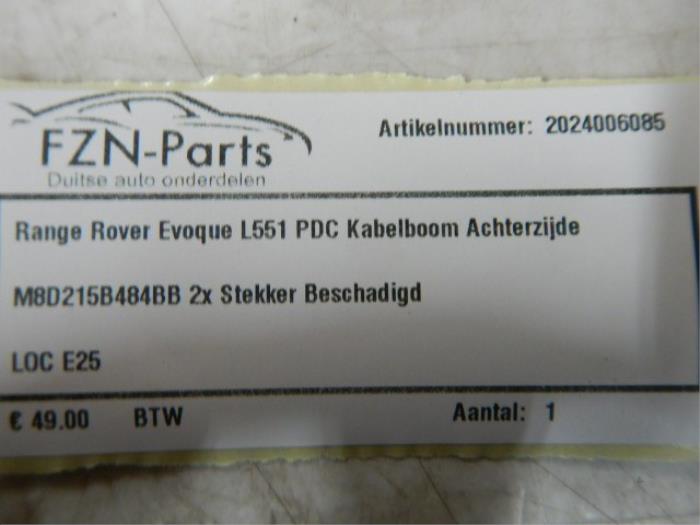 FZN-Parts
Duitse auto onderdelen
Artikelnummer: 2024006085
Range Rover Evoque L551 PDC Kabelboom Achterzijde
M8D215B484BB 2x Stekker Beschadigd
LOC E25
€ 49.00 BTW Aantal: 1